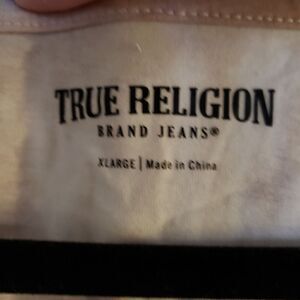 TRUE RELIGION
BRAND JEANS®
XLARGE | Made in China